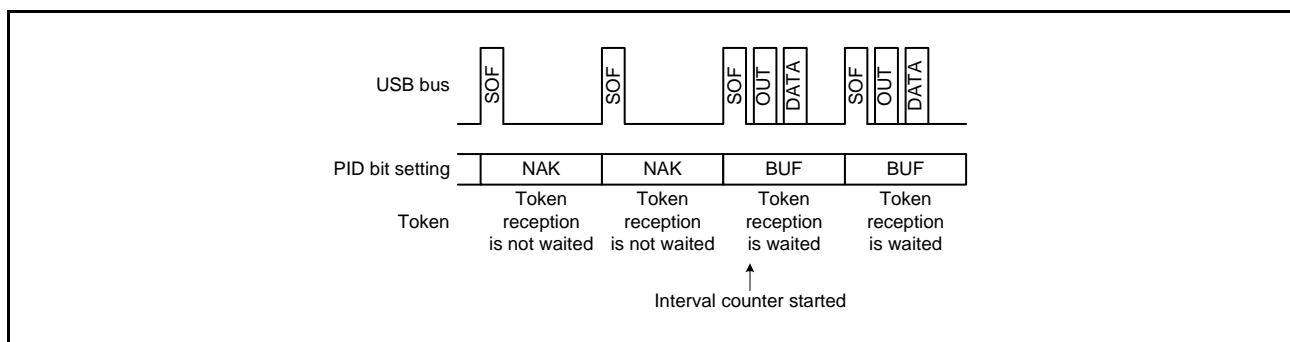 USB bus
SOF
SOF
SOF
OUT
DATA
SOF
OUT
DATA
PID bit setting
NAK
NAK
BUF
BUF
Token
Token
reception
is not waited
Token
reception
is not waited
Token
reception
is waited
Token
reception
is waited
Interval counter started